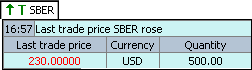 T SBER
16:57 Last trade price SBER rose
Last trade price Currency Quantity
230.00000 USD 500.00